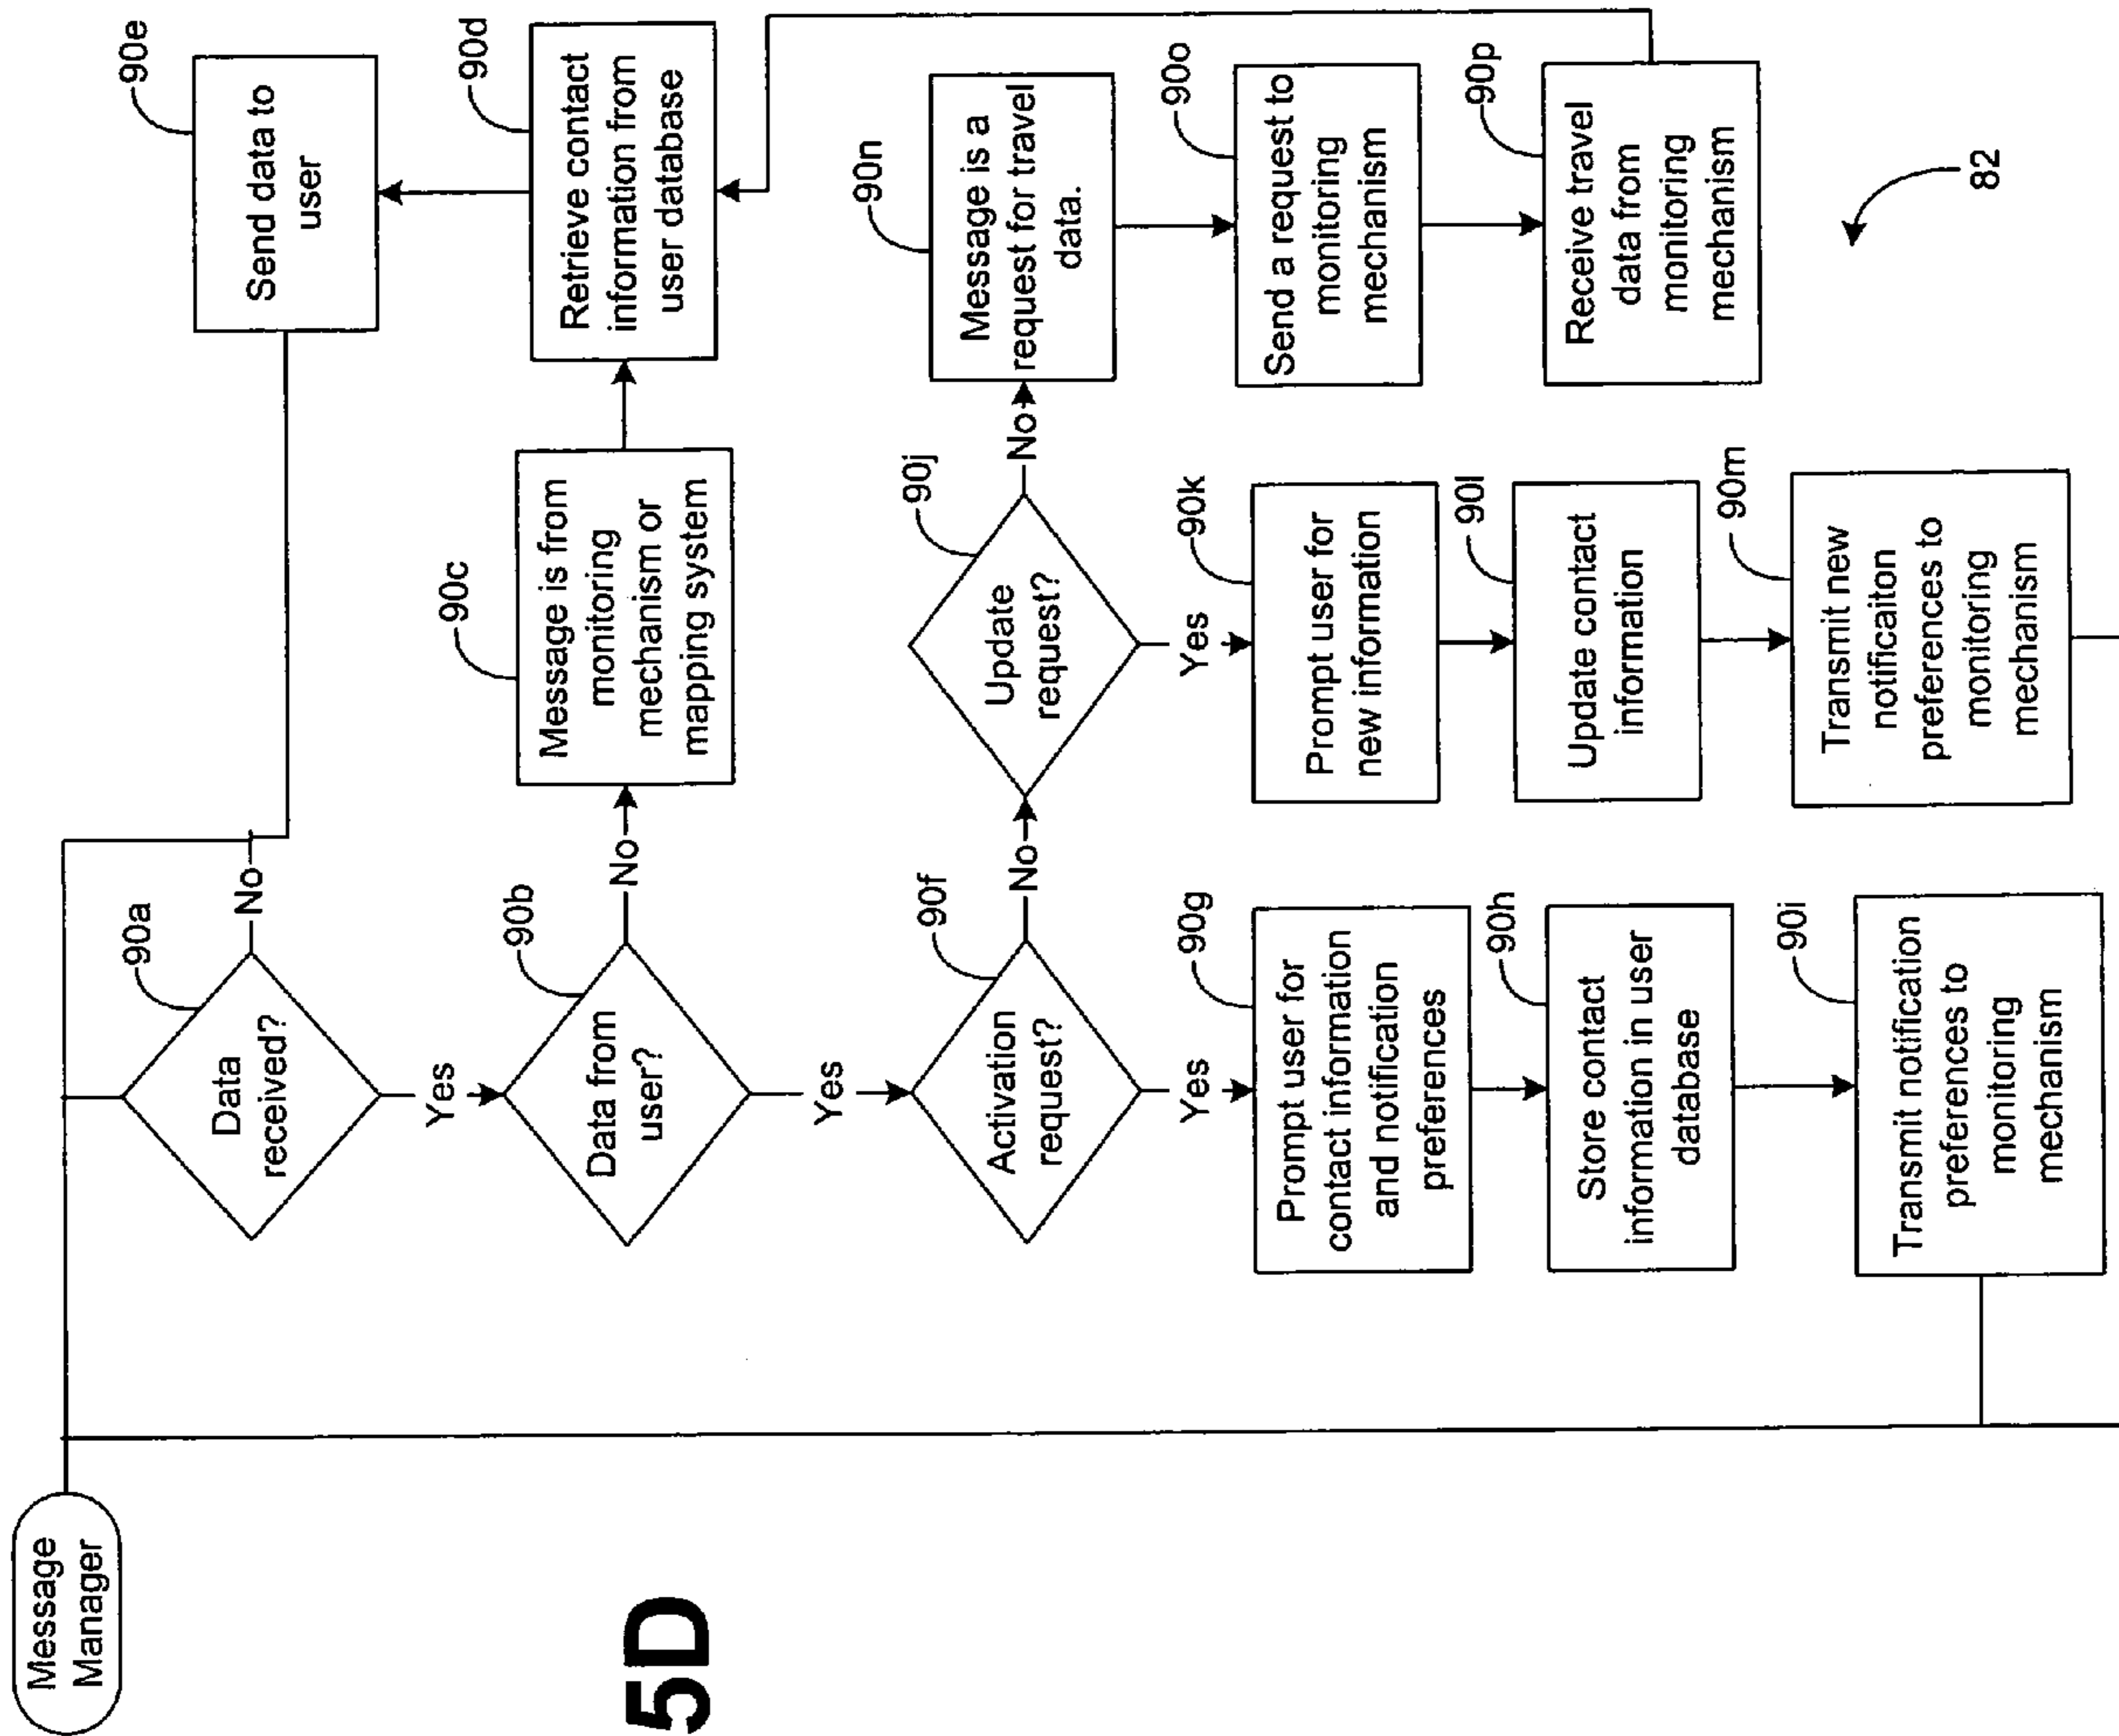 Message
Manager
5D
90a
Data
received?
No
Yes
90b
Data from
user?
No
Yes
90c
Message is from
monitoring
mechanism or
mapping system
90d
Retrieve contact
information from
user database
90e
Send data to
user
90f
Activation
request?
No
Yes
90g
Prompt user for
contact information
and notification
preferences
90h
Store contact
information in user
database
90i
Transmit notification
preferences to
monitoring
mechanism
90j
Update
request?
No
Yes
90k
Prompt user for
new information
90l
Update contact
information
90m
Transmit new
notificaiton
preferences to
monitoring
mechanism
90n
Message is a
request for travel
data.
90o
Send a request to
monitoring
mechanism
90p
Receive travel
data from
monitoring
mechanism
82